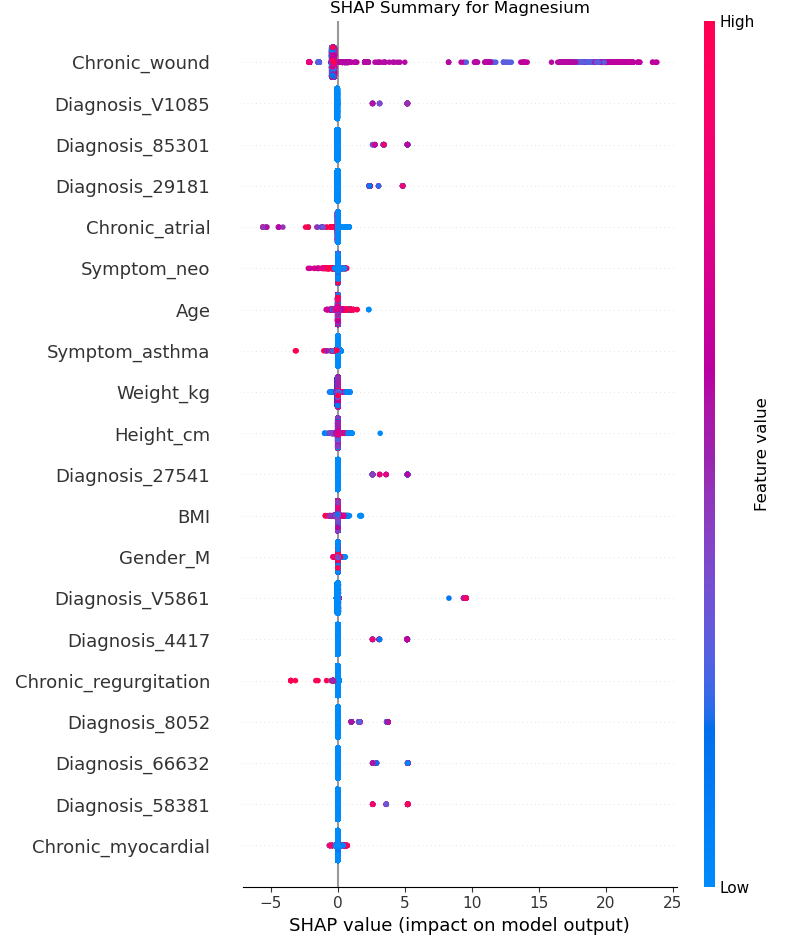 SHAP Summary for Magnesium
High
Chronic_wound
Diagnosis_V1085
Diagnosis_85301
Diagnosis_29181
Chronic_atrial
Symptom_neo
Age
Symptom_asthma
Weight_kg
Height_cm
Diagnosis_27541
BMI
Gender_M
Diagnosis_V5861
Diagnosis_4417
Chronic_regurgitation
Diagnosis_8052
Diagnosis_66632
Diagnosis_58381
Chronic_myocardial
Feature value
Low
−5 0 5 10 15 20 25
SHAP value (impact on model output)